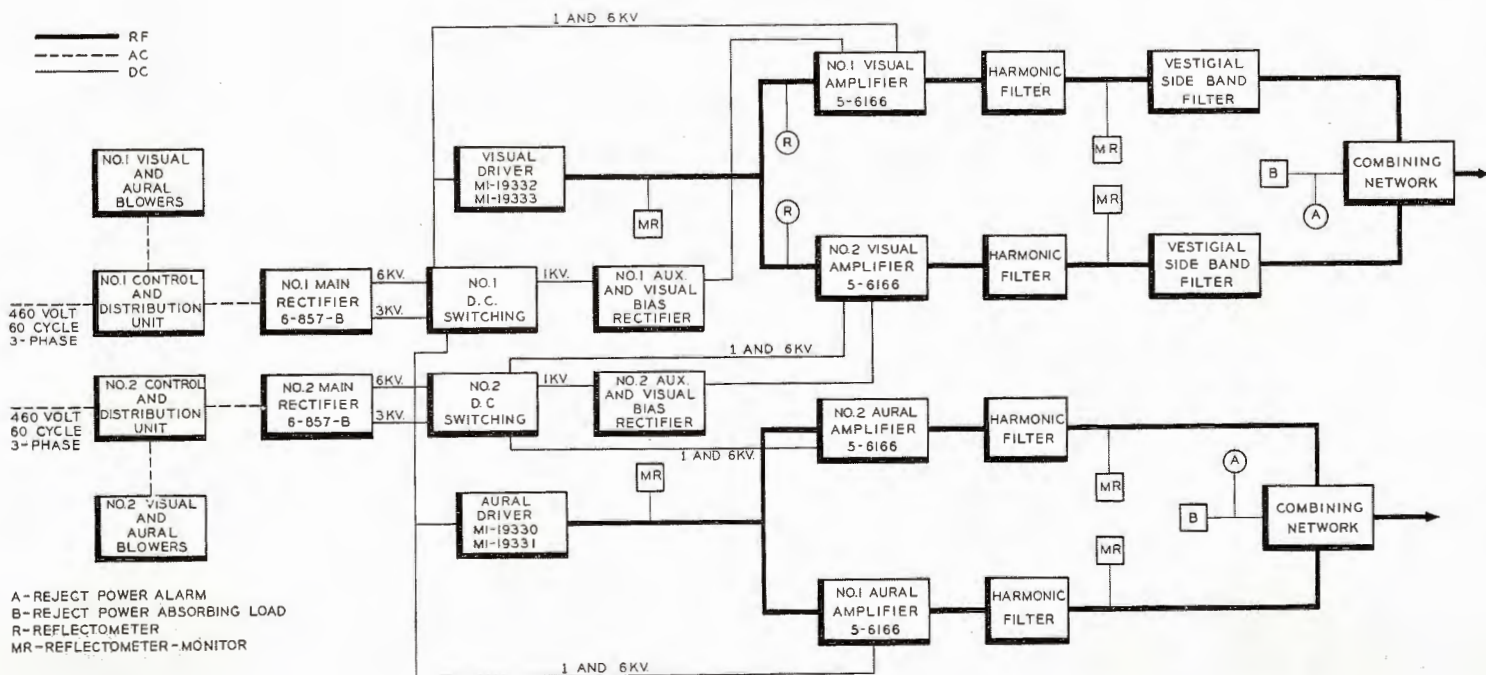 RF
AC
DC
1 AND 6KV
NO.1 VISUAL
AND
AURAL
BLOWERS
NO.1 CONTROL
AND
DISTRIBUTION
UNIT
460 VOLT
60 CYCLE
3-PHASE
NO.1 MAIN
RECTIFIER
6-857-B
6KV.
3KV.
NO.1
D.C.
SWITCHING
1KV.
NO.1 AUX.
AND VISUAL
BIAS
RECTIFIER
VISUAL
DRIVER
MI-19332
MI-19333
MR
R
R
NO.1 VISUAL
AMPLIFIER
5-6166
HARMONIC
FILTER
MR
VESTIGIAL
SIDE BAND
FILTER
NO.2 VISUAL
AMPLIFIER
5-6166
HARMONIC
FILTER
MR
VESTIGIAL
SIDE BAND
FILTER
B
A
COMBINING
NETWORK
NO.2 CONTROL
AND
DISTRIBUTION
UNIT
460 VOLT
60 CYCLE
3-PHASE
NO.2 VISUAL
AND
AURAL
BLOWERS
NO.2 MAIN
RECTIFIER
6-857-B
6KV.
3KV.
NO.2
D.C
SWITCHING
1KV
1 AND 6KV.
NO.2 AUX.
AND VISUAL
BIAS
RECTIFIER
1 AND 6KV.
NO.2 AURAL
AMPLIFIER
5-6166
HARMONIC
FILTER
MR
AURAL
DRIVER
MI-19330
MI-19331
MR
NO.1 AURAL
AMPLIFIER
5-6166
HARMONIC
FILTER
MR
B
A
COMBINING
NETWORK
1 AND 6KV.
A-REJECT POWER ALARM
B-REJECT POWER ABSORBING LOAD
R-REFLECTOMETER
MR-REFLECTOMETER-MONITOR